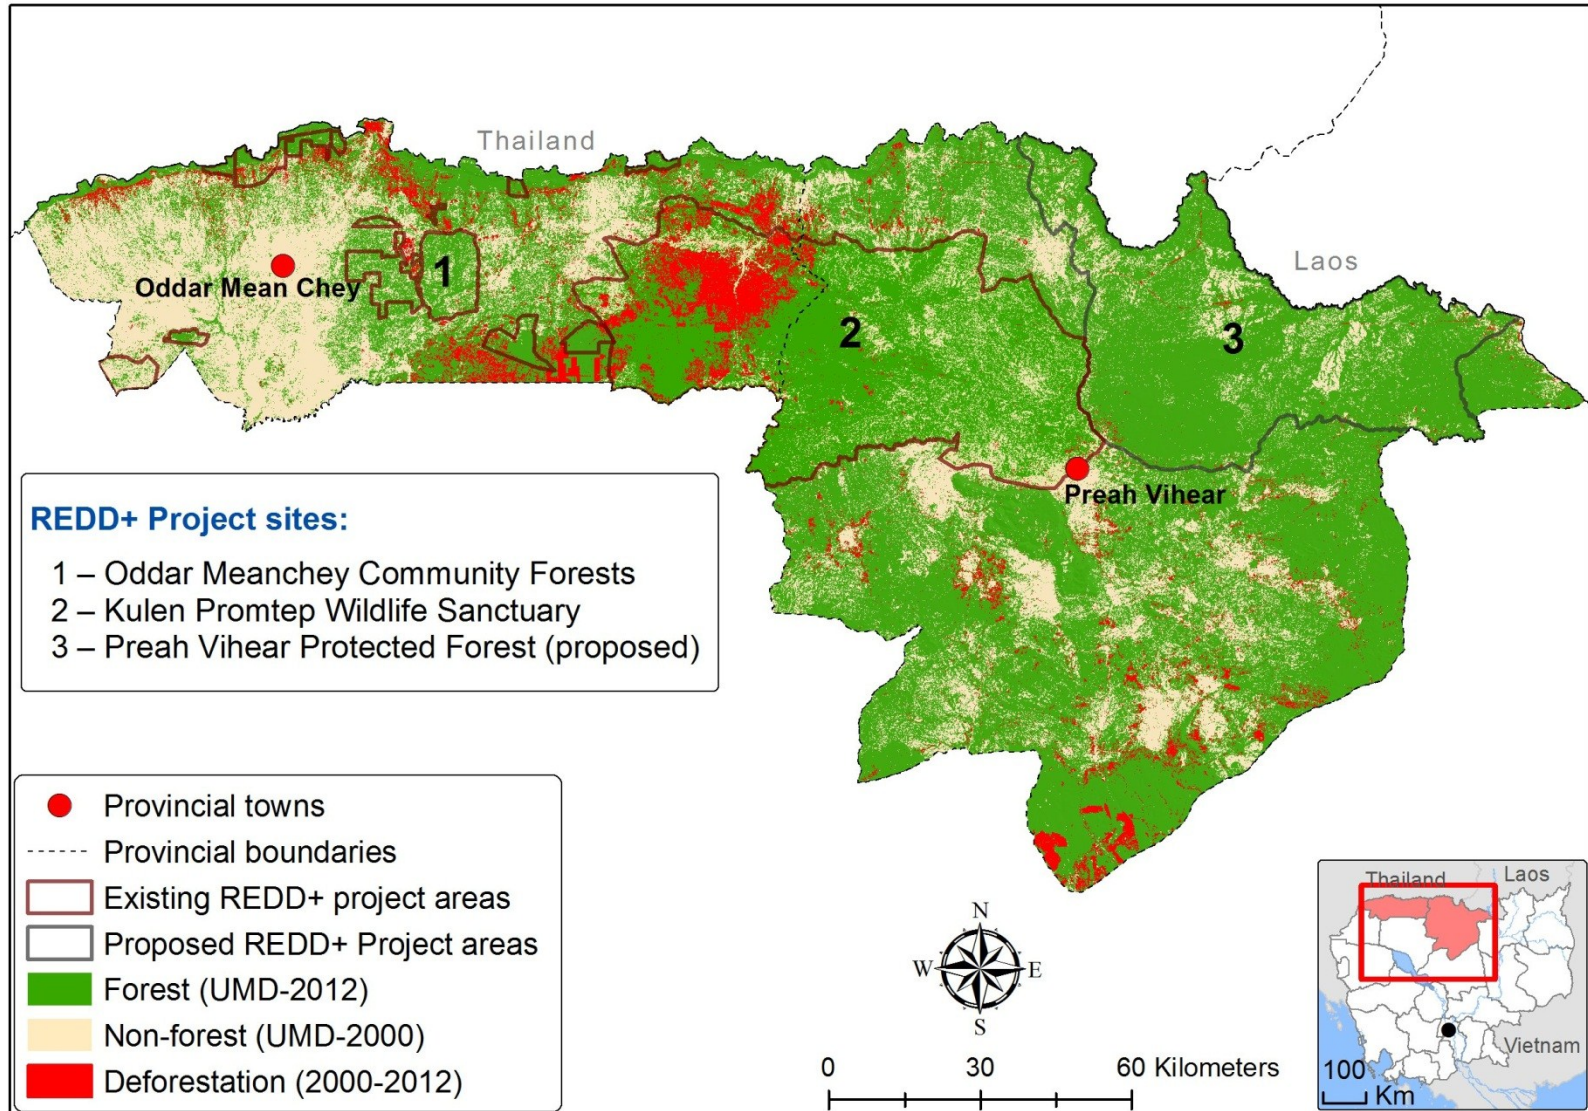 Thailand
Laos
Oddar Mean Chey
1
2
3
Preah Vihear
REDD+ Project sites:
1 – Oddar Meanchey Community Forests
2 – Kulen Promtep Wildlife Sanctuary
3 – Preah Vihear Protected Forest (proposed)
Provincial towns
Provincial boundaries
Existing REDD+ project areas
Proposed REDD+ Project areas
Forest (UMD-2012)
Non-forest (UMD-2000)
Deforestation (2000-2012)
N
W E
S
0 30 60 Kilometers
Thailand
Laos
Vietnam
100
Km